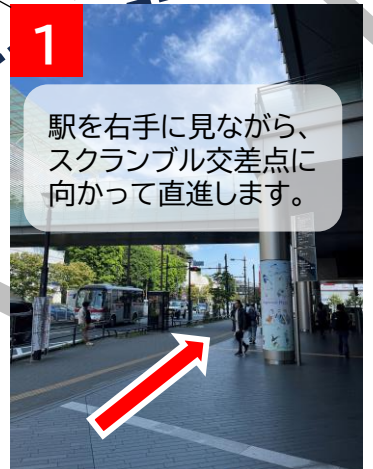 1
駅を右手に見ながら、
スクランブル交差点に
向かって直進します。